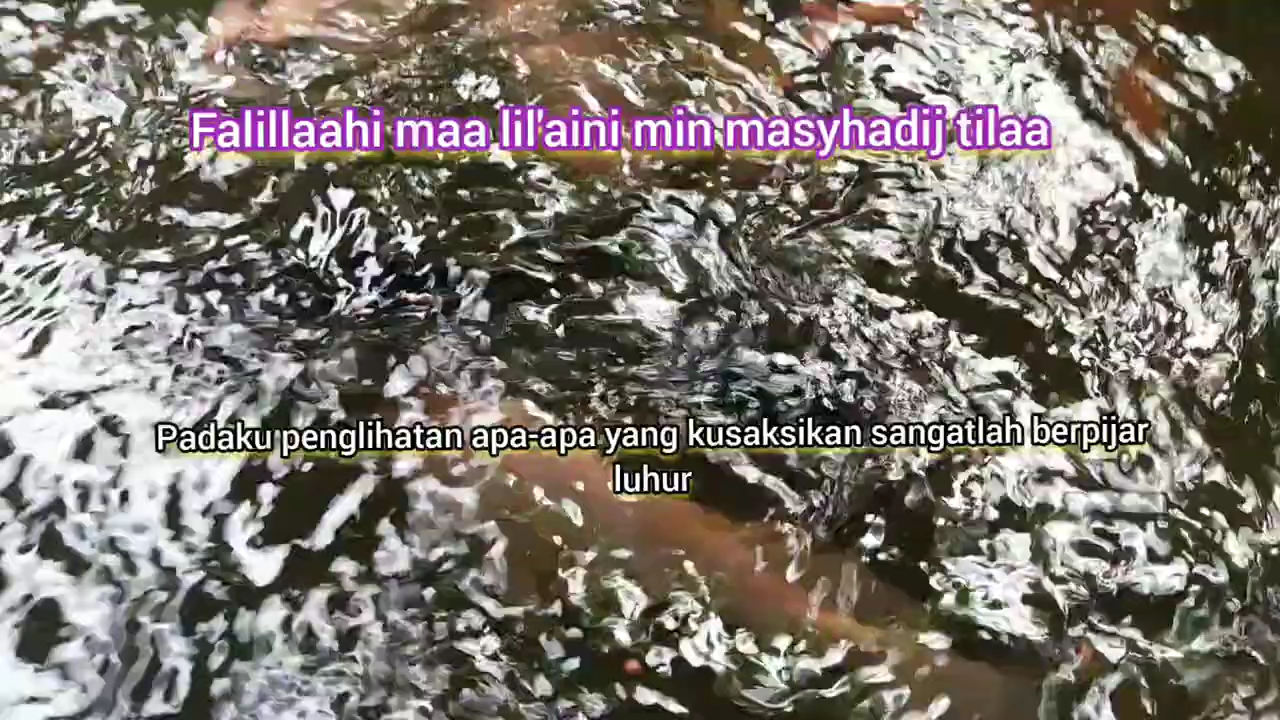 Falillaahi maa lil'aini min masyhadij tilaa
Padaku penglihatan apa-apa yang kusaksikan sangatlah berpijar
luhur